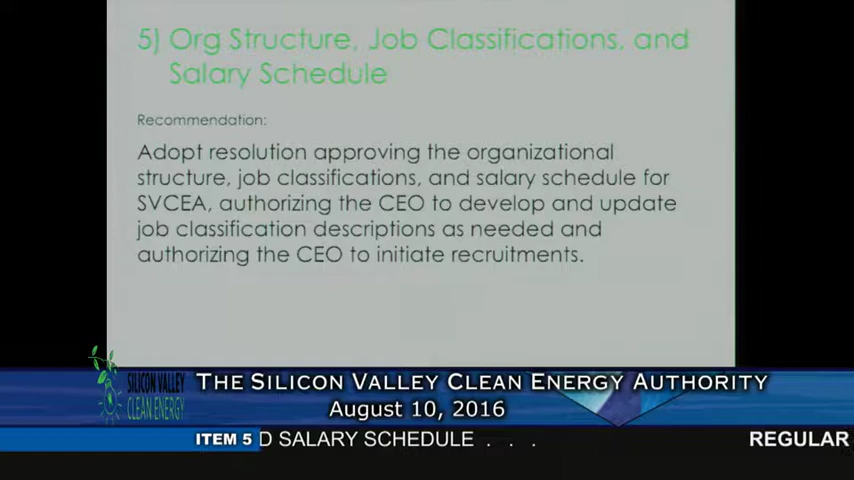 5) Org Structure, Job Classifications, and
Salary Schedule
Recommendation:
Adopt resolution approving the organizational
structure, job classifications, and salary schedule for
SVCEA, authorizing the CEO to develop and update
job classification descriptions as needed and
authorizing the CEO to initiate recruitments.
SILICON VALLEY
CLEAN ENERGY
THE SILICON VALLEY CLEAN ENERGY AUTHORITY
August 10, 2016
ITEM 5 D SALARY SCHEDULE . . . REGULAR